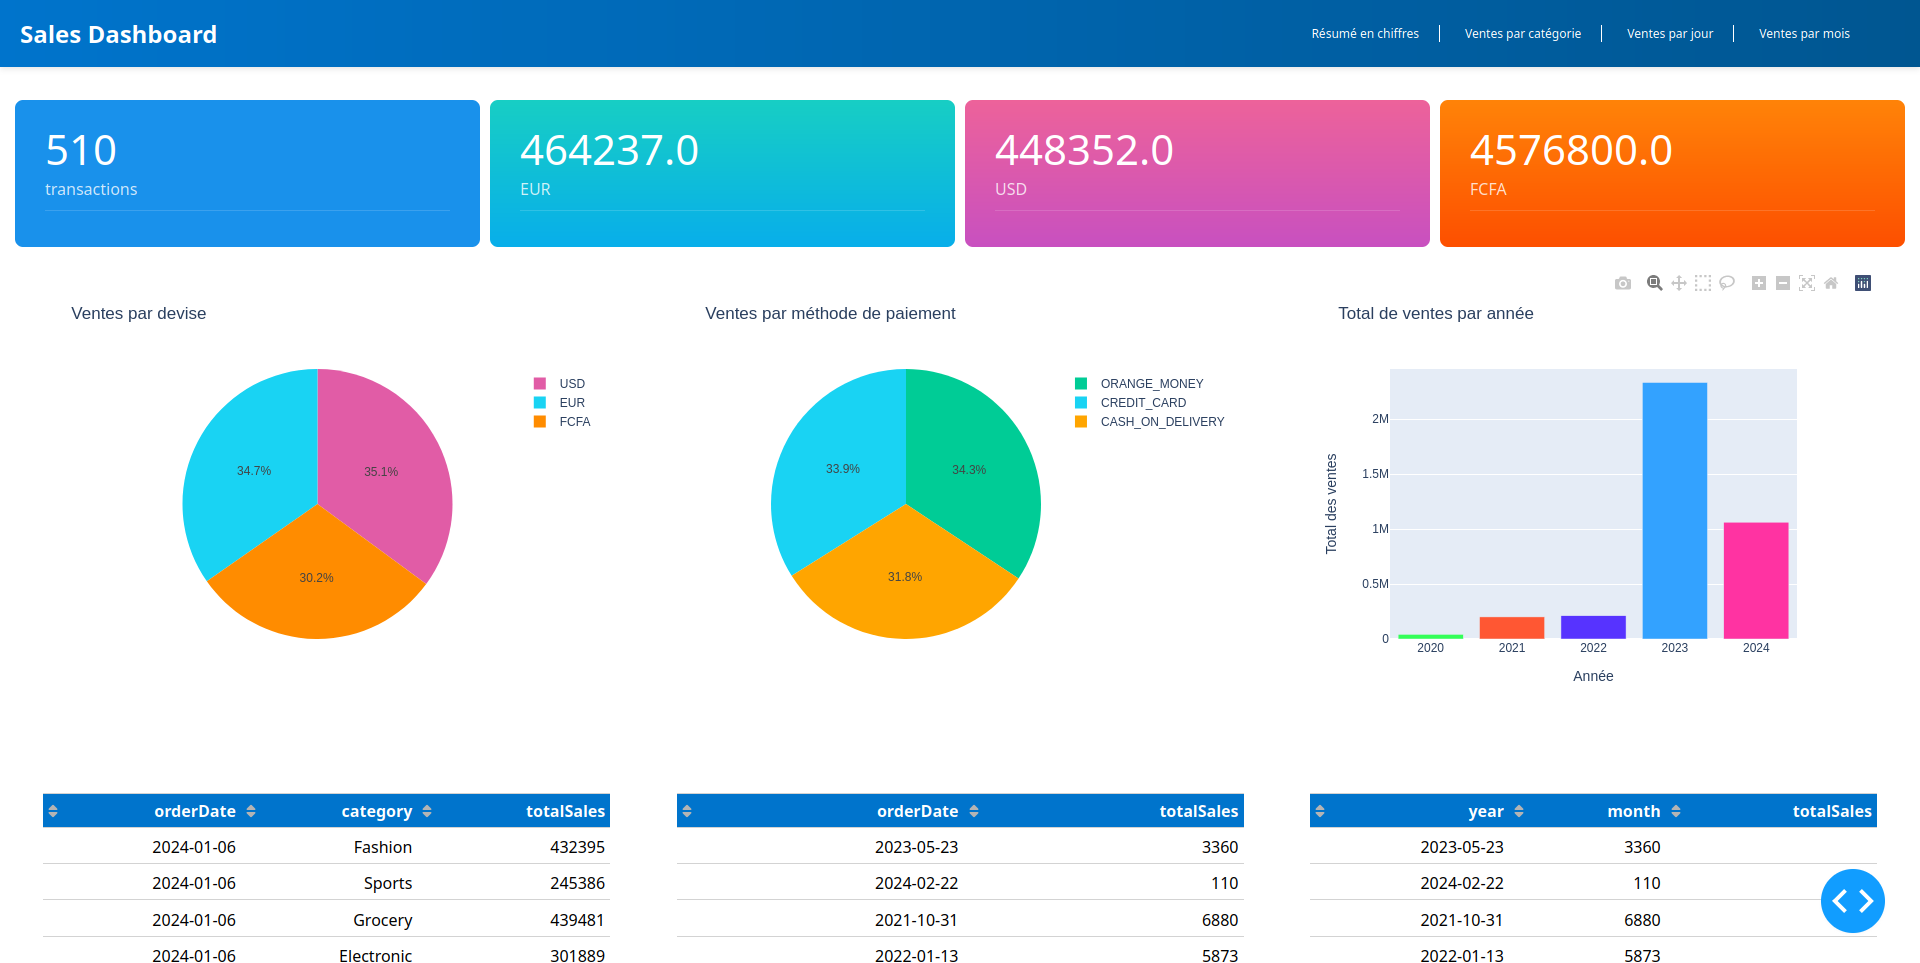 Sales Dashboard
Résumé en chiffres
Ventes par catégorie
Ventes par jour
Ventes par mois
510
transactions
464237.0
EUR
448352.0
USD
4576800.0
FCFA
Ventes par devise
USD
EUR
FCFA
34.7%
35.1%
30.2%
Ventes par méthode de paiement
ORANGE_MONEY
CREDIT_CARD
CASH_ON_DELIVERY
33.9%
34.3%
31.8%
Total de ventes par année
Total des ventes
2M
1.5M
1M
0.5M
0
2020 2021 2022 2023 2024
Année
orderDate category totalSales
2024-01-06 Fashion 432395
2024-01-06 Sports 245386
2024-01-06 Grocery 439481
2024-01-06 Electronic 301889
orderDate totalSales
2023-05-23 3360
2024-02-22 110
2021-10-31 6880
2022-01-13 5873
year month totalSales
2023-05-23 3360
2024-02-22 110
2021-10-31 6880
2022-01-13 5873